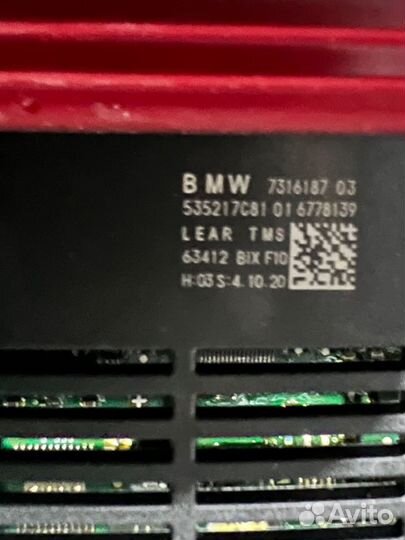 BMW 7316187 03
535217C81 01 6778139
LEAR TMS
63412 BIX F10
H:03 S:4.10.20
Avito